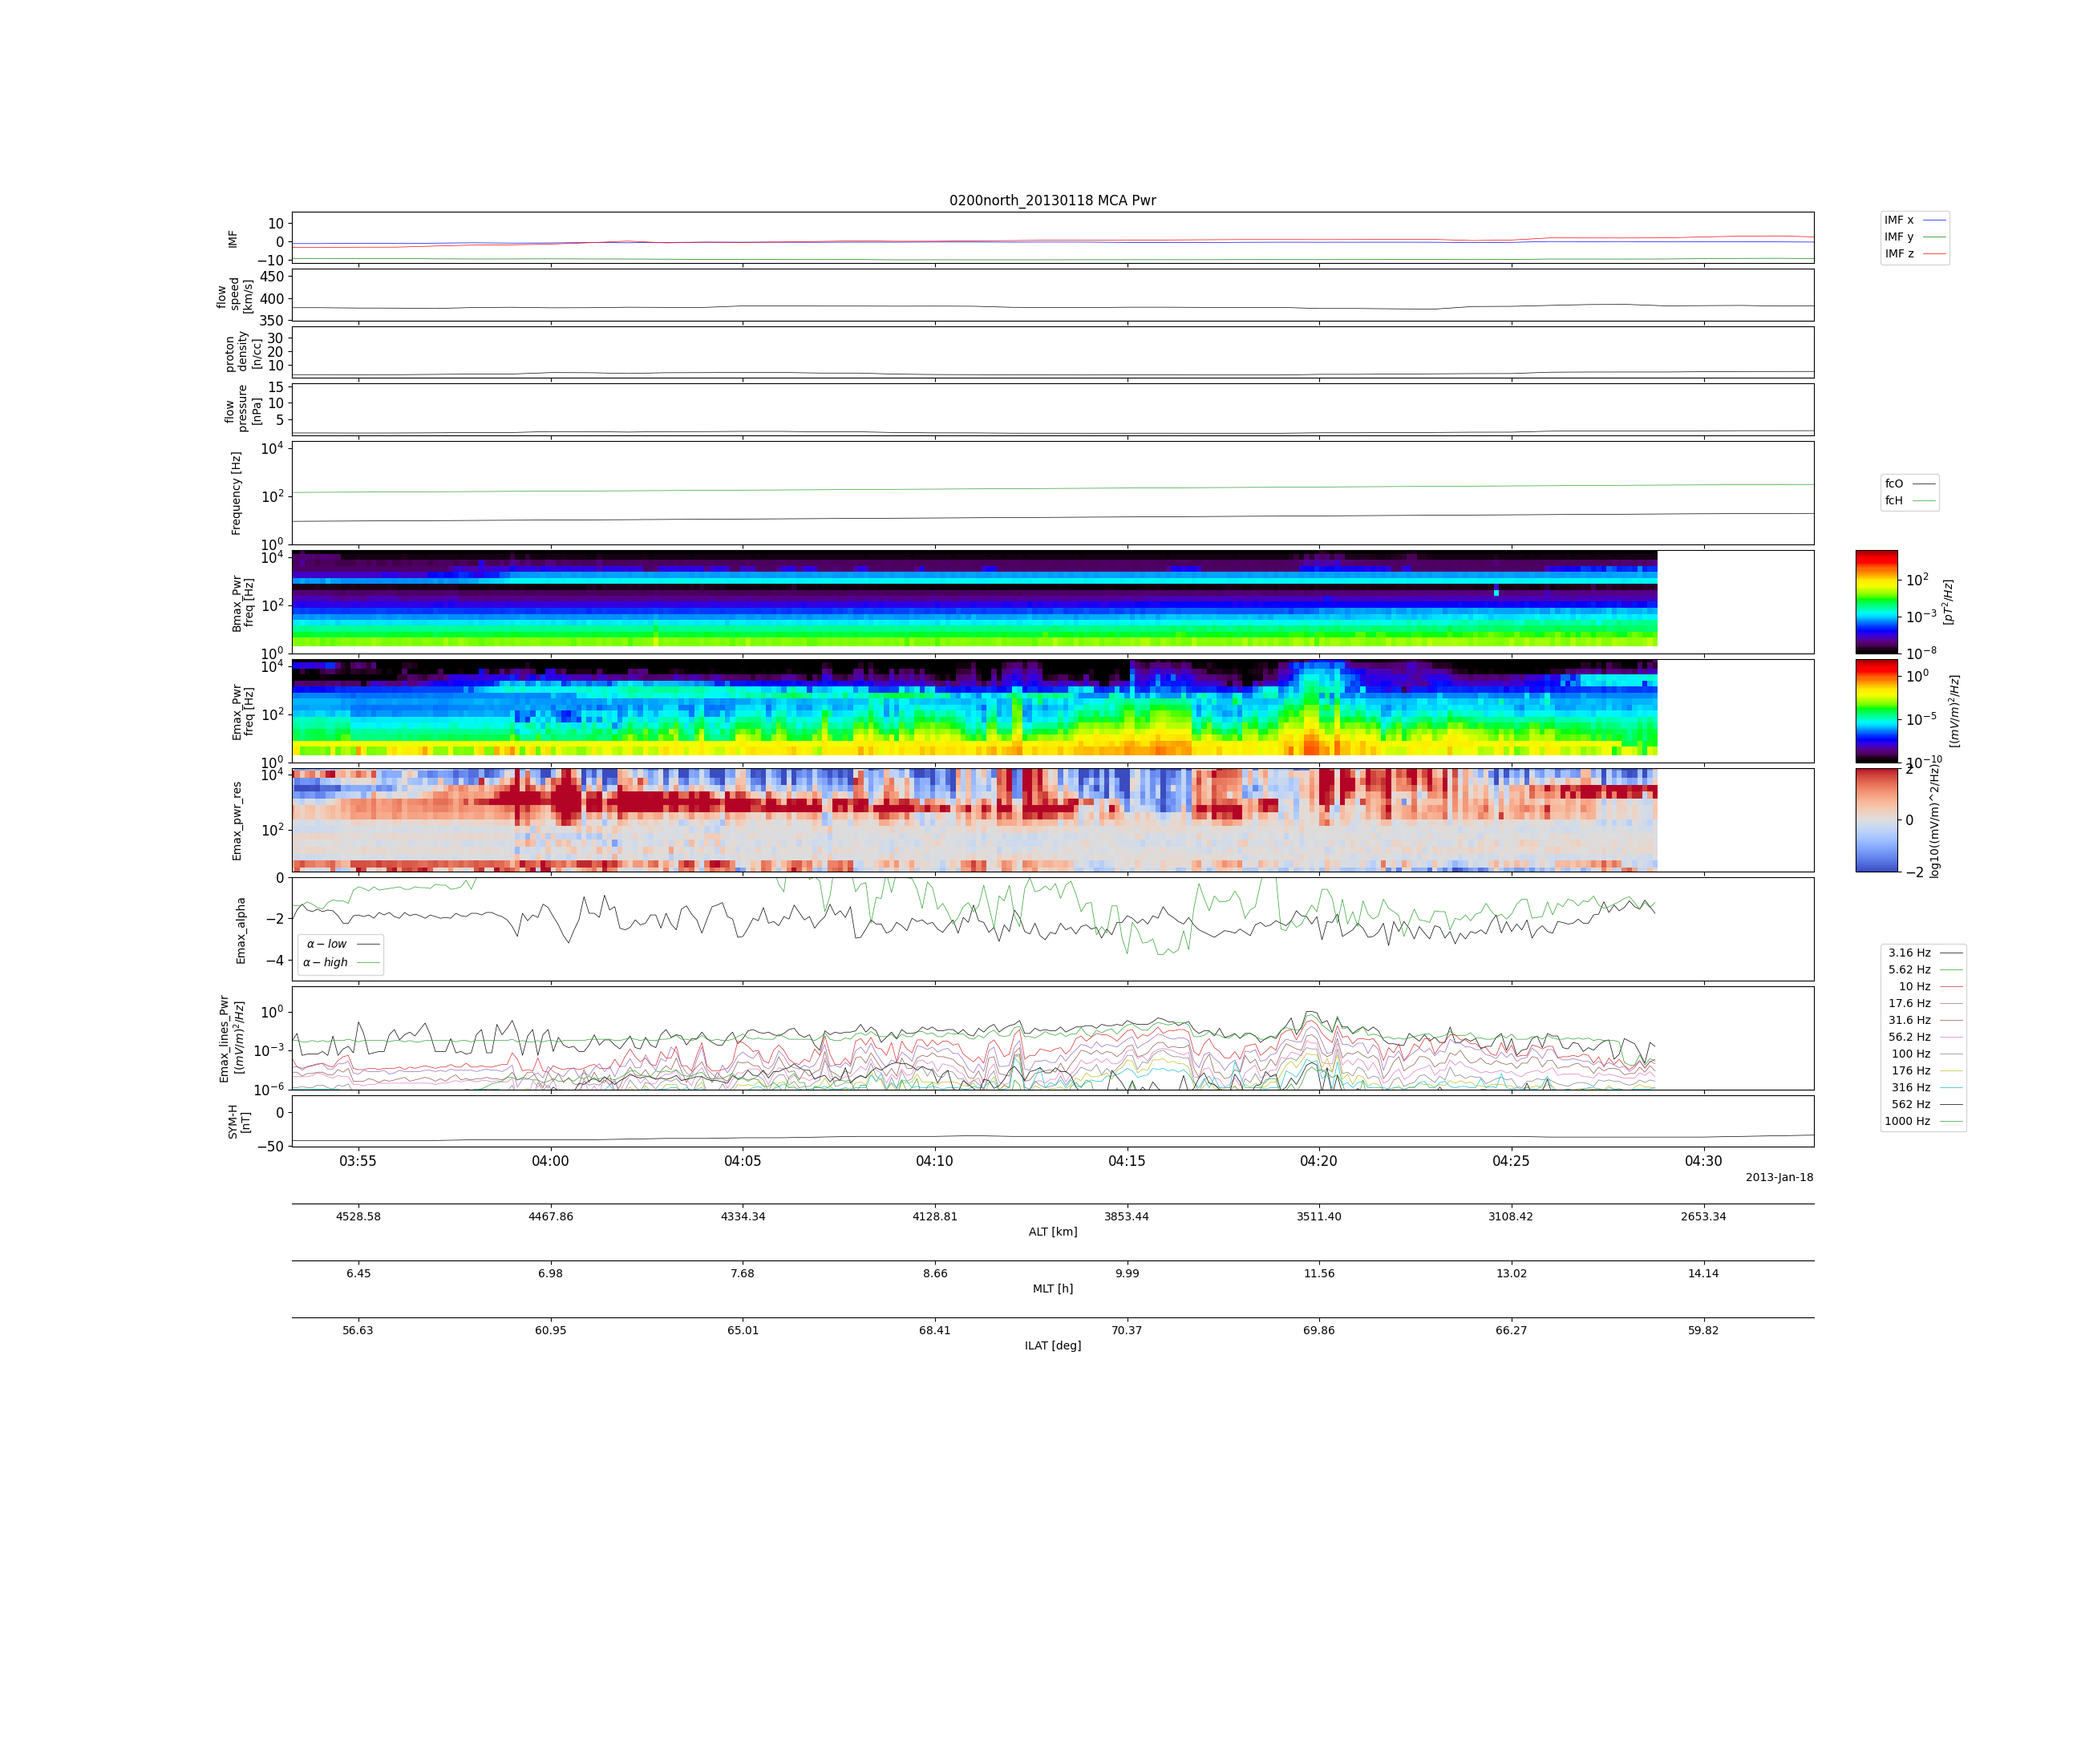 0200north_20130118 MCA Pwr
IMF
10
0
−10
IMF x
IMF y
IMF z
flow
speed
[km/s]
450
400
350
proton
density
[n/cc]
30
20
10
flow
pressure
[nPa]
15
10
5
Frequency [Hz]
10^4
10^2
10^0
fcO
fcH
Bmax_Pwr
freq [Hz]
10^4
10^2
10^0
10^2
10^−3
10^−8
[pT^2/Hz]
Emax_Pwr
freq [Hz]
10^4
10^2
10^0
10^0
10^−5
10^−10
[(mV/m)^2/Hz]
Emax_pwr_res
10^4
10^2
2
0
−2
log10((mV/m)^2/Hz)
Emax_alpha
0
−2
−4
α − low
α − high
Emax_lines_Pwr
[(mV/m)^2/Hz]
10^0
10^−3
10^−6
3.16 Hz
5.62 Hz
10 Hz
17.6 Hz
31.6 Hz
56.2 Hz
100 Hz
176 Hz
316 Hz
562 Hz
1000 Hz
SYM-H
[nT]
0
−50
03:55 04:00 04:05 04:10 04:15 04:20 04:25 04:30
2013-Jan-18
4528.58 4467.86 4334.34 4128.81 3853.44 3511.40 3108.42 2653.34
ALT [km]
6.45 6.98 7.68 8.66 9.99 11.56 13.02 14.14
MLT [h]
56.63 60.95 65.01 68.41 70.37 69.86 66.27 59.82
ILAT [deg]